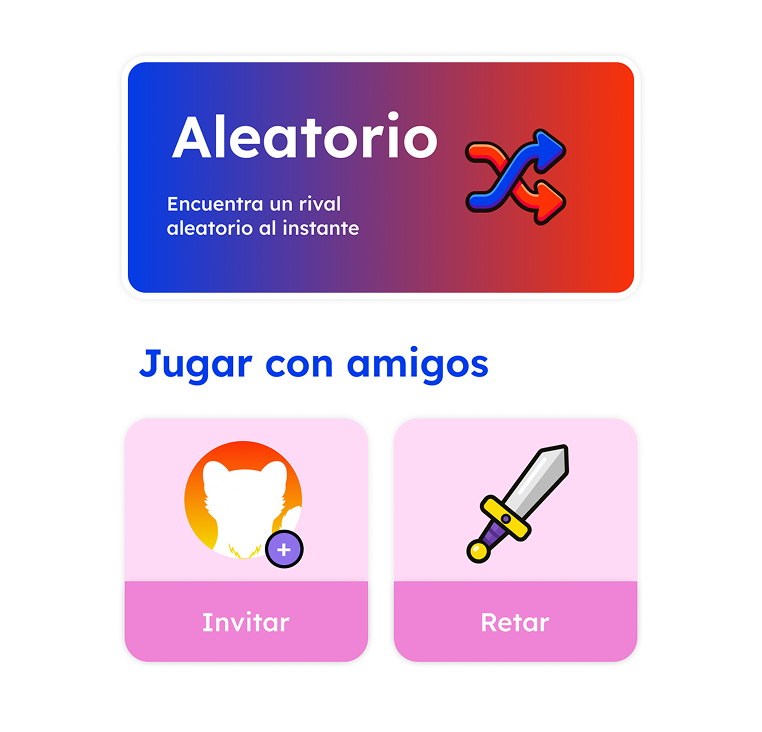 Aleatorio
Encuentra un rival
aleatorio al instante
Jugar con amigos
+
Invitar
Retar